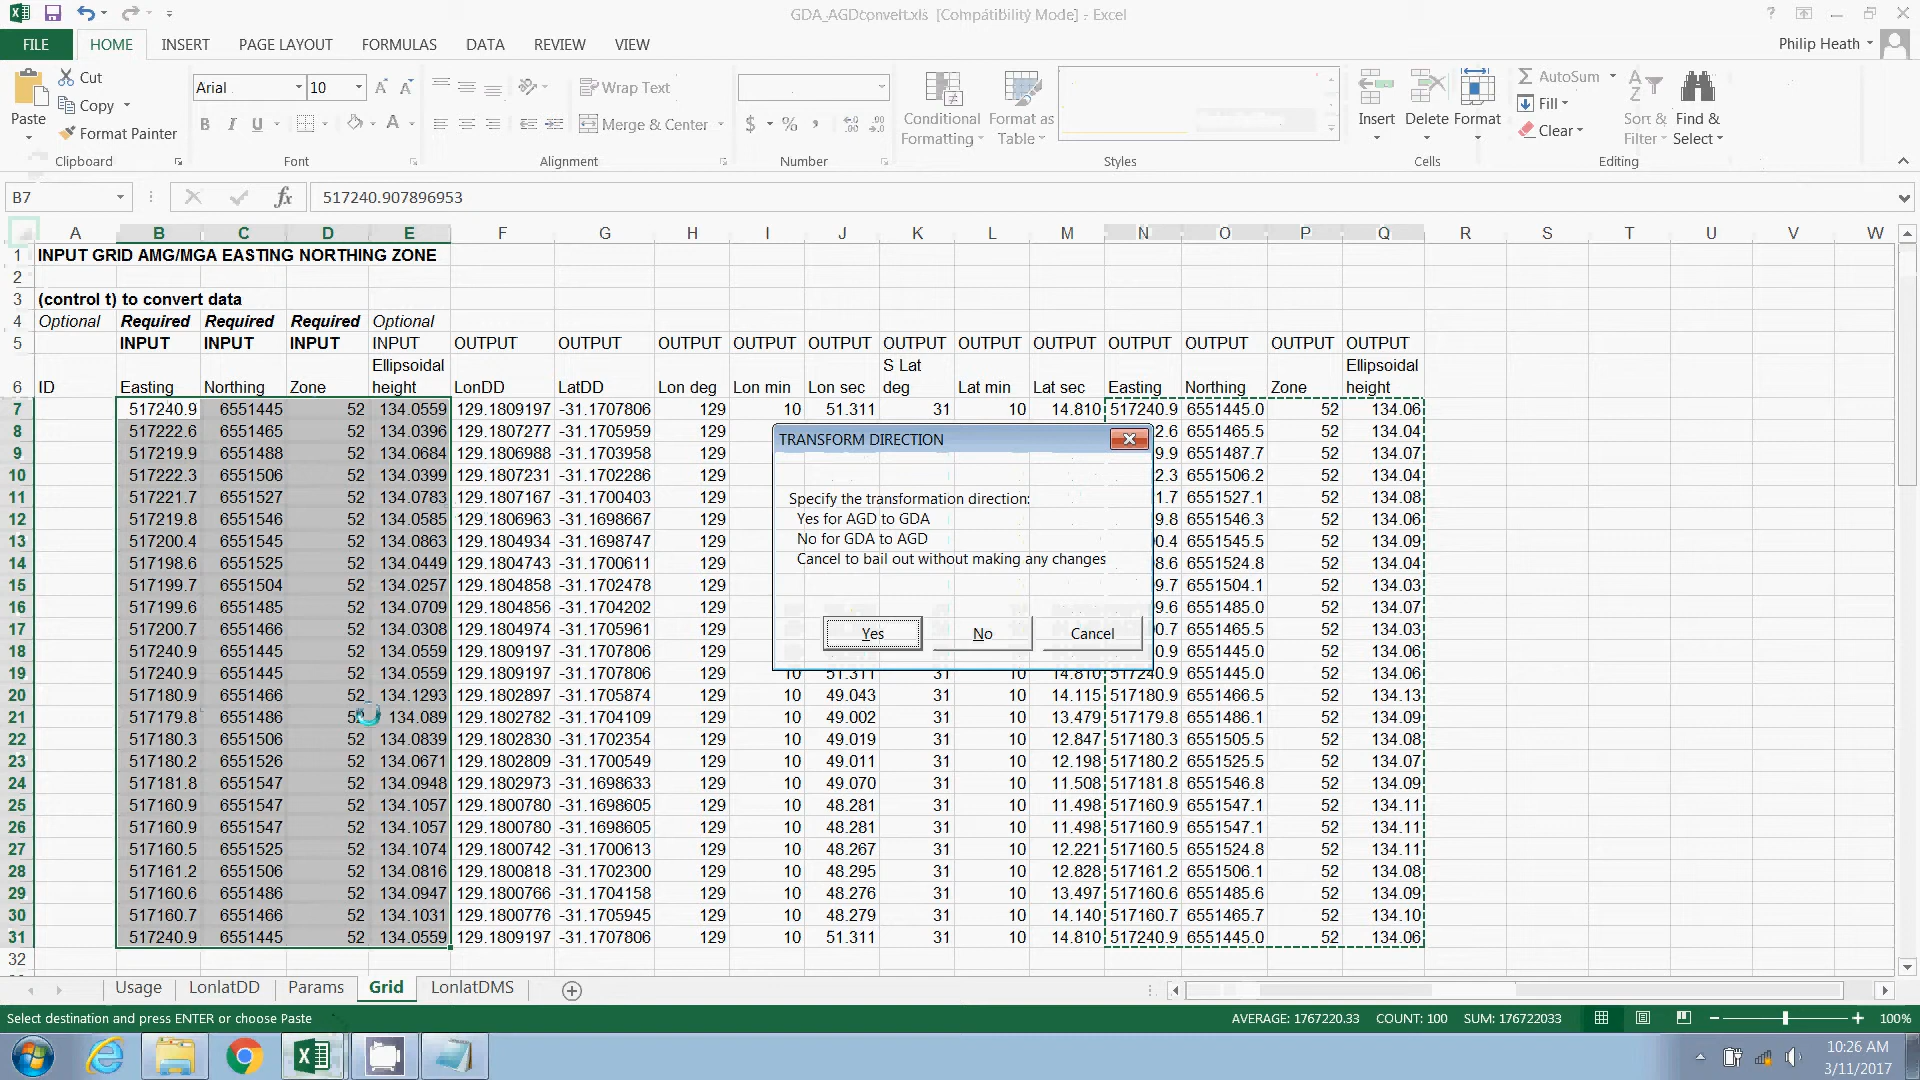 GDA_AGDconvert.xls [Compatibility Mode] - Excel
FILE HOME INSERT PAGE LAYOUT FORMULAS DATA REVIEW VIEW Philip Heath
Cut
Copy
Format Painter
Paste
Clipboard
Arial 10
B I U
Font
Wrap Text
Merge & Center
Alignment
$ % ,
Number
Conditional Formatting
Format as Table
Styles
Insert Delete Format
Cells
AutoSum
Fill
Clear
Sort & Filter
Find & Select
Editing
B7 fx 517240.907896953
A B C D E F G H I J K L M N O P Q R S T U V W
1 INPUT GRID AMG/MGA EASTING NORTHING ZONE
2
3 (control t) to convert data
4 Optional Required Required Required Optional
5 INPUT INPUT INPUT INPUT OUTPUT OUTPUT OUTPUT OUTPUT OUTPUT OUTPUT OUTPUT OUTPUT OUTPUT OUTPUT OUTPUT OUTPUT
6 ID Easting Northing Zone Ellipsoidal height LonDD LatDD Lon deg Lon min Lon sec S Lat deg Lat min Lat sec Easting Northing Zone Ellipsoidal height
7 517240.9 6551445 52 134.0559 129.1809197 -31.1707806 129 10 51.311 31 10 14.810 517240.9 6551445.0 52 134.06
8 517222.6 6551465 52 134.0396 129.1807277 -31.1705959 129 2.6 6551465.5 52 134.04
9 517219.9 6551488 52 134.0684 129.1806988 -31.1703958 129 9.9 6551487.7 52 134.07
10 517222.3 6551506 52 134.0399 129.1807231 -31.1702286 129 2.3 6551506.2 52 134.04
11 517221.7 6551527 52 134.0783 129.1807167 -31.1700403 129 1.7 6551527.1 52 134.08
12 517219.8 6551546 52 134.0585 129.1806963 -31.1698667 129 9.8 6551546.3 52 134.06
13 517200.4 6551545 52 134.0863 129.1804934 -31.1698747 129 0.4 6551545.5 52 134.09
14 517198.6 6551525 52 134.0449 129.1804743 -31.1700611 129 8.6 6551524.8 52 134.04
15 517199.7 6551504 52 134.0257 129.1804858 -31.1702478 129 9.7 6551504.1 52 134.03
16 517199.6 6551485 52 134.0709 129.1804856 -31.1704202 129 9.6 6551485.0 52 134.07
17 517200.7 6551466 52 134.0308 129.1804974 -31.1705961 129 0.7 6551465.5 52 134.03
18 517240.9 6551445 52 134.0559 129.1809197 -31.1707806 129 0.9 6551445.0 52 134.06
19 517240.9 6551445 52 134.0559 129.1809197 -31.1707806 129 10 51.311 31 10 14.810 517240.9 6551445.0 52 134.06
20 517180.9 6551466 52 134.1293 129.1802897 -31.1705874 129 10 49.043 31 10 14.115 517180.9 6551466.5 52 134.13
21 517179.8 6551486 5 134.089 129.1802782 -31.1704109 129 10 49.002 31 10 13.479 517179.8 6551486.1 52 134.09
22 517180.3 6551506 52 134.0839 129.1802830 -31.1702354 129 10 49.019 31 10 12.847 517180.3 6551505.5 52 134.08
23 517180.2 6551526 52 134.0671 129.1802809 -31.1700549 129 10 49.011 31 10 12.198 517180.2 6551525.5 52 134.07
24 517181.8 6551547 52 134.0948 129.1802973 -31.1698633 129 10 49.070 31 10 11.508 517181.8 6551546.8 52 134.09
25 517160.9 6551547 52 134.1057 129.1800780 -31.1698605 129 10 48.281 31 10 11.498 517160.9 6551547.1 52 134.11
26 517160.9 6551547 52 134.1057 129.1800780 -31.1698605 129 10 48.281 31 10 11.498 517160.9 6551547.1 52 134.11
27 517160.5 6551525 52 134.1074 129.1800742 -31.1700613 129 10 48.267 31 10 12.221 517160.5 6551524.8 52 134.11
28 517161.2 6551506 52 134.0816 129.1800818 -31.1702300 129 10 48.295 31 10 12.828 517161.2 6551506.1 52 134.08
29 517160.6 6551486 52 134.0947 129.1800766 -31.1704158 129 10 48.276 31 10 13.497 517160.6 6551485.6 52 134.09
30 517160.7 6551466 52 134.1031 129.1800776 -31.1705945 129 10 48.279 31 10 14.140 517160.7 6551465.7 52 134.10
31 517240.9 6551445 52 134.0559 129.1809197 -31.1707806 129 10 51.311 31 10 14.810 517240.9 6551445.0 52 134.06
32
TRANSFORM DIRECTION
Specify the transformation direction:
Yes for AGD to GDA
No for GDA to AGD
Cancel to bail out without making any changes
Yes No Cancel
Usage LonlatDD Params Grid LonlatDMS
Select destination and press ENTER or choose Paste AVERAGE: 1767220.33 COUNT: 100 SUM: 176722033 100%
10:26 AM
3/11/2017